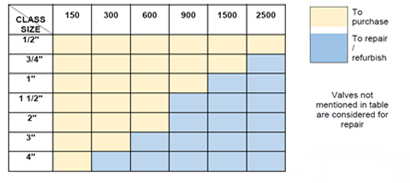 CLASS
SIZE
150 300 600 900 1500 2500
1/2"
3/4"
1"
1 1/2"
2"
3"
4"
To
purchase
To repair
/
refurbish
Valves not
mentioned in table
are considered for
repair